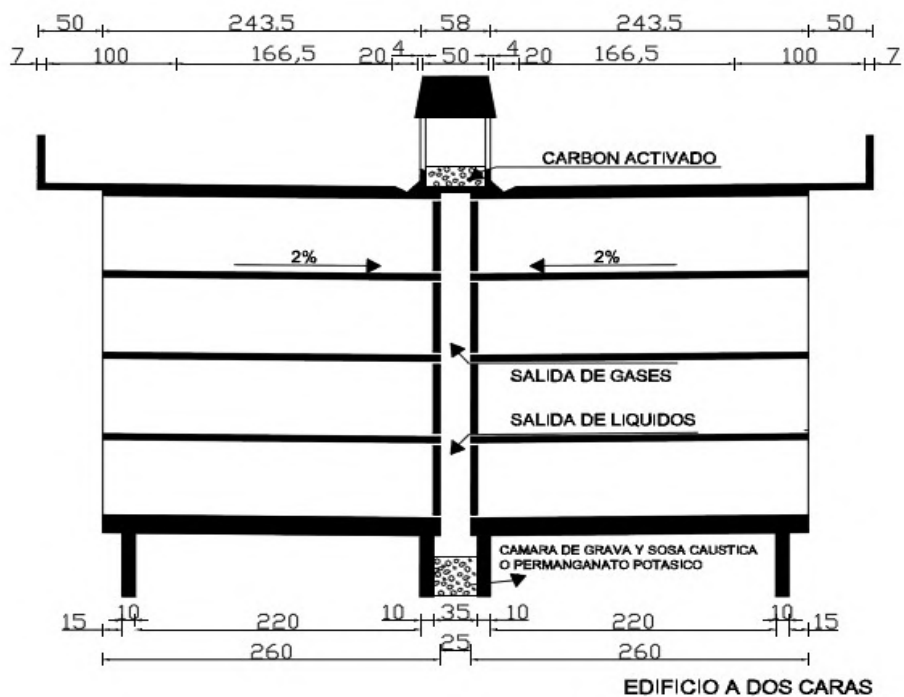 50 243.5 58 243.5 50
7 100 166,5 20 4 50 4 20 166,5 100 7
CARBON ACTIVADO
2% 2%
SALIDA DE GASES
SALIDA DE LIQUIDOS
CAMARA DE GRAVA Y SOSA CAUSTICA
O PERMANGANATO POTASICO
15 10 220 10 35 10 220 10 15
260 25 260
EDIFICIO A DOS CARAS